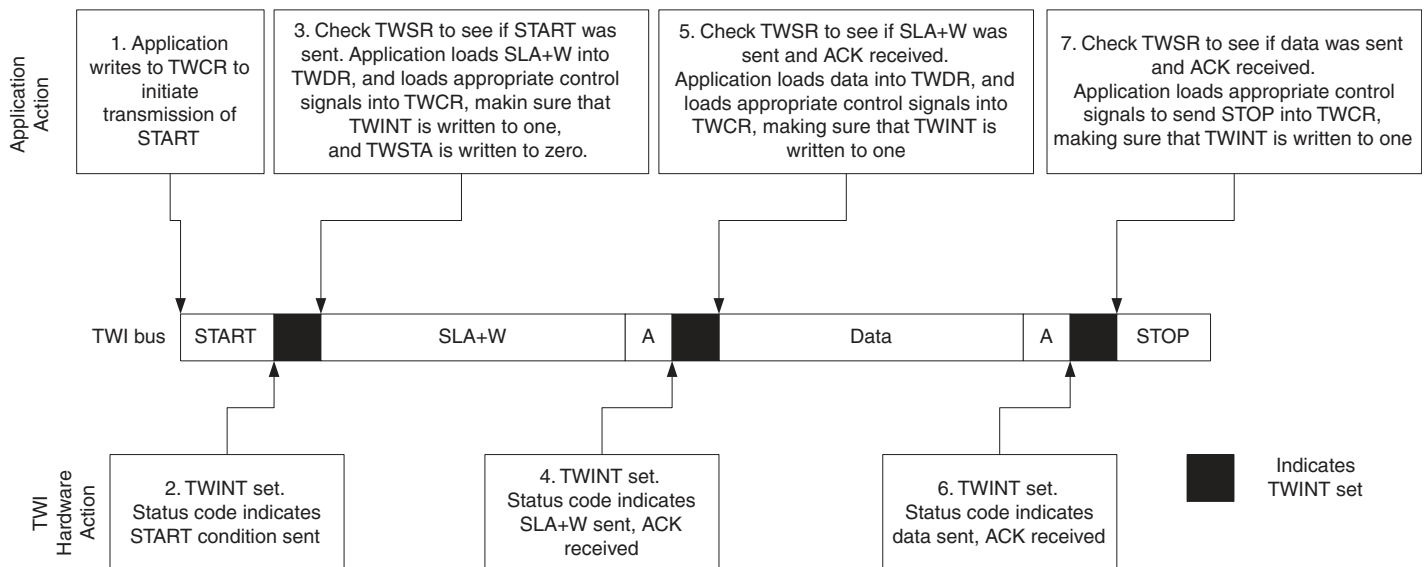 Application
Action
1. Application
writes to TWCR to
initiate
transmission of
START
3. Check TWSR to see if START was
sent. Application loads SLA+W into
TWDR, and loads appropriate control
signals into TWCR, makin sure that
TWINT is written to one,
and TWSTA is written to zero.
5. Check TWSR to see if SLA+W was
sent and ACK received.
Application loads data into TWDR, and
loads appropriate control signals into
TWCR, making sure that TWINT is
written to one
7. Check TWSR to see if data was sent
and ACK received.
Application loads appropriate control
signals to send STOP into TWCR,
making sure that TWINT is written to one
TWI bus
START
SLA+W
A
Data
A
STOP
TWI
Hardware
Action
2. TWINT set.
Status code indicates
START condition sent
4. TWINT set.
Status code indicates
SLA+W sent, ACK
received
6. TWINT set.
Status code indicates
data sent, ACK received
Indicates
TWINT set